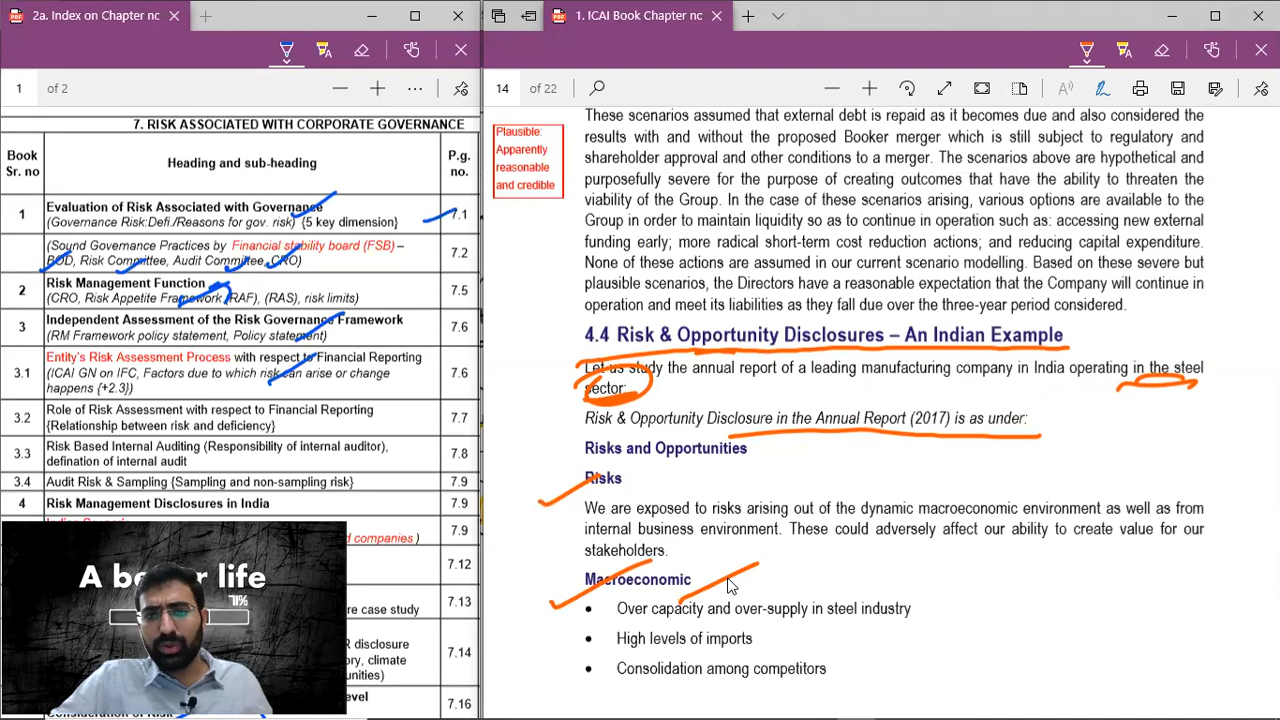 2a. Index on Chapter nc
1 of 2
7. RISK ASSOCIATED WITH CORPORATE GOVERNANCE
Book Sr. no
Heading and sub-heading
P.g. no.
1
Evaluation of Risk Associated with Governance
(Governance Risk:Defi./Reasons for gov. risk) {5 key dimension}
7.1
(Sound Governance Practices by Financial stability board (FSB) –
BOD, Risk Committee, Audit Committee, CRO)
7.2
2
Risk Management Function
(CRO, Risk Appetite Framework (RAF), (RAS), risk limits)
7.5
3
Independent Assessment of the Risk Governance Framework
(RM Framework policy statement, Policy statement)
7.6
3.1
Entity's Risk Assessment Process with respect to Financial Reporting
(ICAI GN on IFC, Factors due to which risk can arise or change
happens {+2.3})
7.6
3.2
Role of Risk Assessment with respect to Financial Reporting
{Relationship between risk and deficiency}
7.7
3.3
Risk Based Internal Auditing (Responsibility of internal auditor),
defination of internal audit
7.8
3.4
Audit Risk & Sampling {Sampling and non-sampling risk}
7.9
4
Risk Management Disclosures in India
7.9
d companies)
7.9
7.12
re case study
7.13
R disclosure
ry, climate
unities)
7.14
evel
7.16
A better life
71%
1. ICAI Book Chapter nc
14 of 22
Plausible:
Apparently
reasonable
and credible
These scenarios assumed that external debt is repaid as it becomes due and also considered the
results with and without the proposed Booker merger which is still subject to regulatory and
shareholder approval and other conditions to a merger. The scenarios above are hypothetical and
purposefully severe for the purpose of creating outcomes that have the ability to threaten the
viability of the Group. In the case of these scenarios arising, various options are available to the
Group in order to maintain liquidity so as to continue in operation such as: accessing new external
funding early; more radical short-term cost reduction actions; and reducing capital expenditure.
None of these actions are assumed in our current scenario modelling. Based on these severe but
plausible scenarios, the Directors have a reasonable expectation that the Company will continue in
operation and meet its liabilities as they fall due over the three-year period considered.
4.4 Risk & Opportunity Disclosures – An Indian Example
Let us study the annual report of a leading manufacturing company in India operating in the steel
sector:
Risk & Opportunity Disclosure in the Annual Report (2017) is as under:
Risks and Opportunities
Risks
We are exposed to risks arising out of the dynamic macroeconomic environment as well as from
internal business environment. These could adversely affect our ability to create value for our
stakeholders.
Macroeconomic
• Over capacity and over-supply in steel industry
• High levels of imports
• Consolidation among competitors